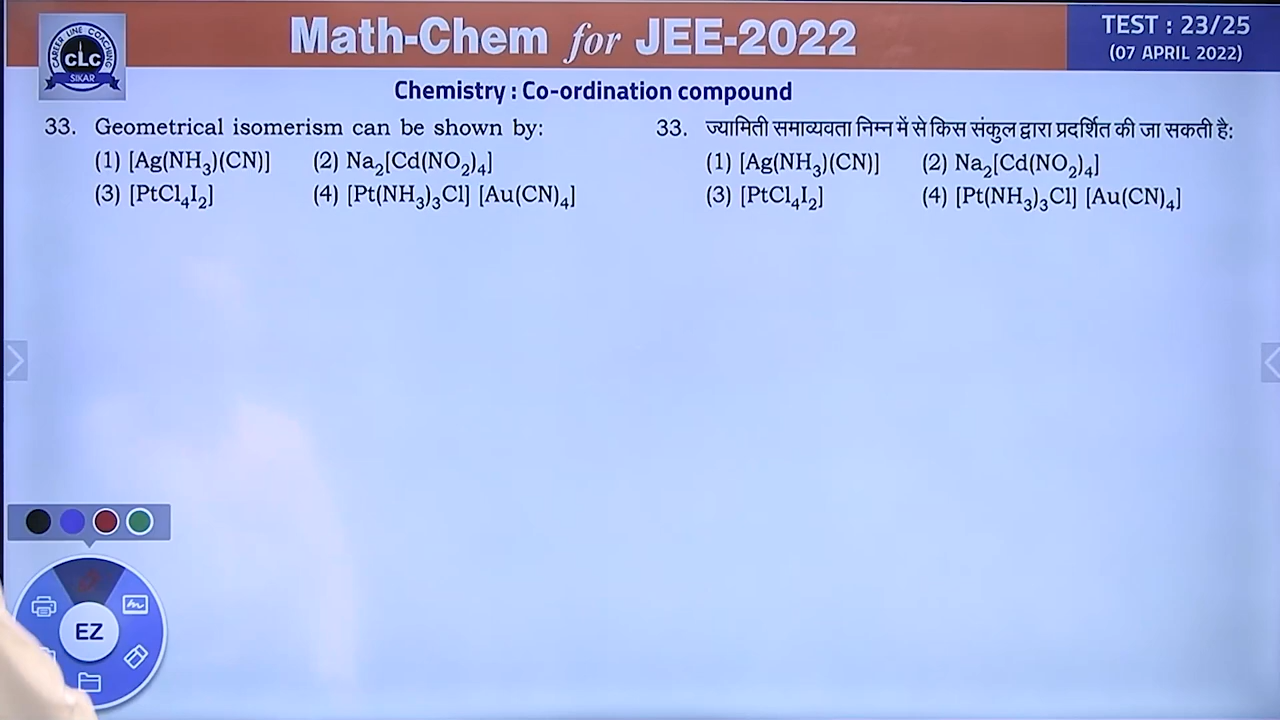 CAREER LINE COACHING
CLC
SIKAR
Math-Chem for JEE-2022
TEST : 23/25
(07 APRIL 2022)
Chemistry : Co-ordination compound
33. Geometrical isomerism can be shown by:
(1) [Ag(NH₃)(CN)] (2) Na₂[Cd(NO₂)₄]
(3) [PtCl₄I₂] (4) [Pt(NH₃)₃Cl] [Au(CN)₄]
33. ज्यामिती समाव्यवता निम्न में से किस संकुल द्वारा प्रदर्शित की जा सकती है:
(1) [Ag(NH₃)(CN)] (2) Na₂[Cd(NO₂)₄]
(3) [PtCl₄I₂] (4) [Pt(NH₃)₃Cl] [Au(CN)₄]
EZ